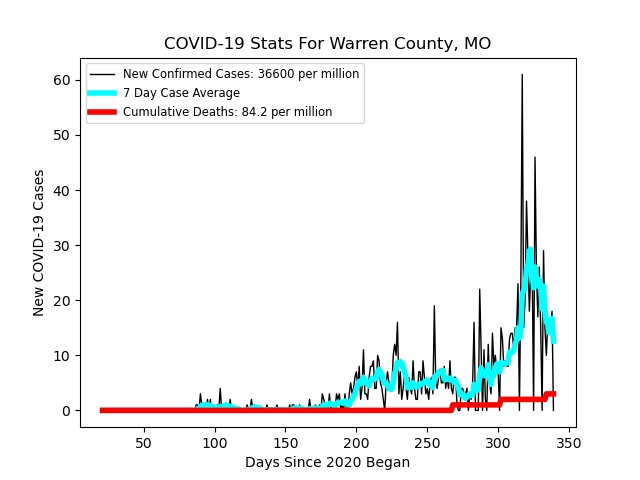 COVID-19 Stats For Warren County, MO
New Confirmed Cases: 36600 per million
7 Day Case Average
Cumulative Deaths: 84.2 per million
New COVID-19 Cases
60
50
40
30
20
10
0
50 100 150 200 250 300 350
Days Since 2020 Began